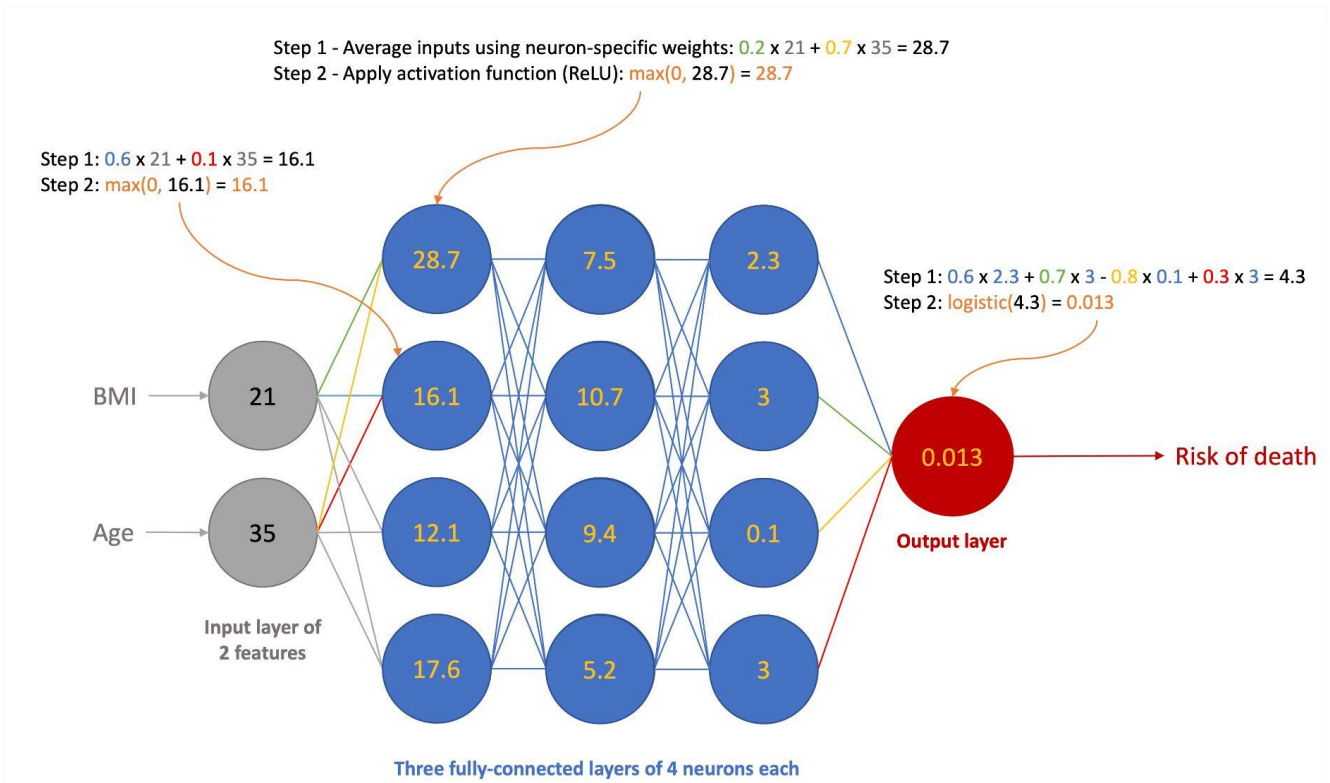 Step 1 - Average inputs using neuron-specific weights: 0.2 x 21 + 0.7 x 35 = 28.7
Step 2 - Apply activation function (ReLU): max(0, 28.7) = 28.7
Step 1: 0.6 x 21 + 0.1 x 35 = 16.1
Step 2: max(0, 16.1) = 16.1
Step 1: 0.6 x 2.3 + 0.7 x 3 - 0.8 x 0.1 + 0.3 x 3 = 4.3
Step 2: logistic(4.3) = 0.013
28.7 7.5 2.3
BMI 21 16.1 10.7 3
0.013 Risk of death
Age 35 12.1 9.4 0.1
Output layer
Input layer of
2 features
17.6 5.2 3
Three fully-connected layers of 4 neurons each